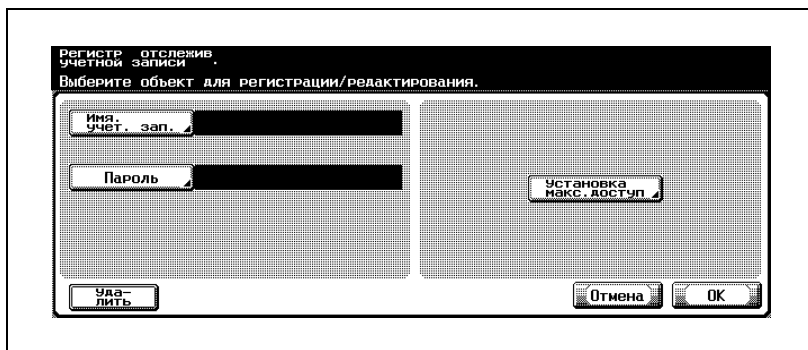 Регистр отслежив
учетной записи .
Выберите объект для регистрации/редактирования.
Имя.
учет. зап.
Пароль
Установка
макс.доступ
Уда-
лить
Отмена
OK